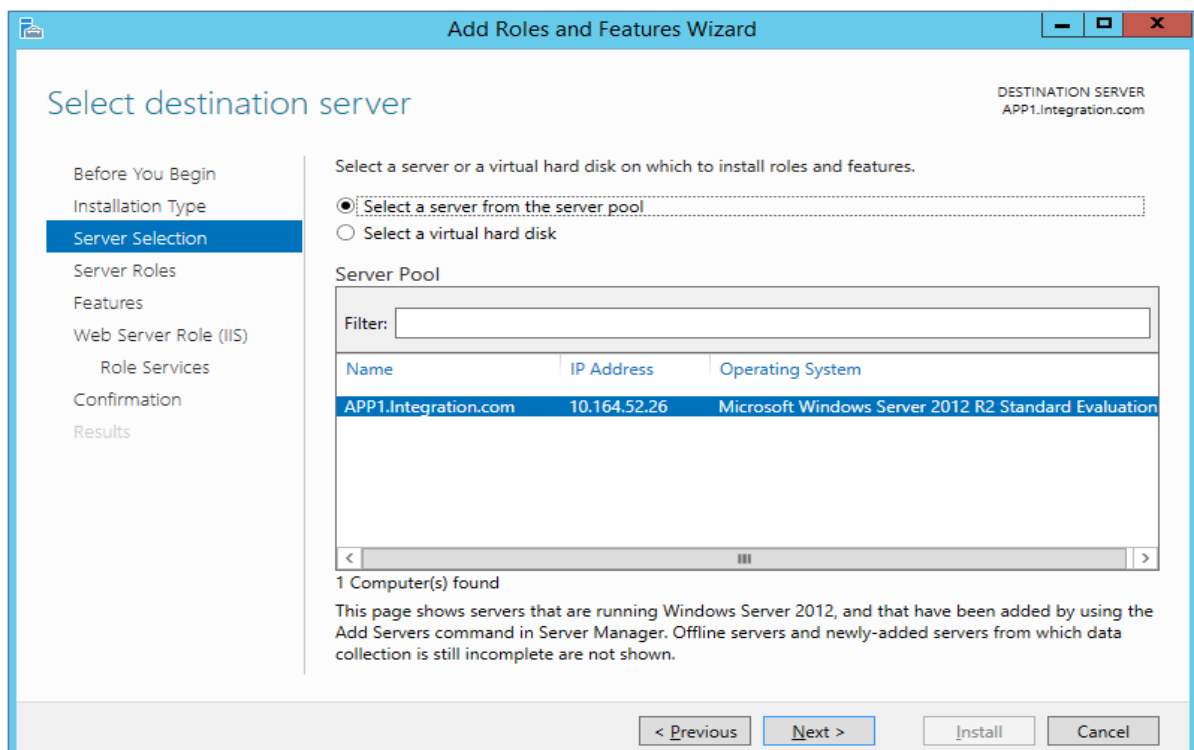 Add Roles and Features Wizard
Select destination server
DESTINATION SERVER
APP1.Integration.com
Before You Begin
Installation Type
Server Selection
Server Roles
Features
Web Server Role (IIS)
Role Services
Confirmation
Results
Select a server or a virtual hard disk on which to install roles and features.
Select a server from the server pool
Select a virtual hard disk
Server Pool
Filter:
Name IP Address Operating System
APP1.Integration.com 10.164.52.26 Microsoft Windows Server 2012 R2 Standard Evaluation
1 Computer(s) found
This page shows servers that are running Windows Server 2012, and that have been added by using the
Add Servers command in Server Manager. Offline servers and newly-added servers from which data
collection is still incomplete are not shown.
< Previous Next > Install Cancel